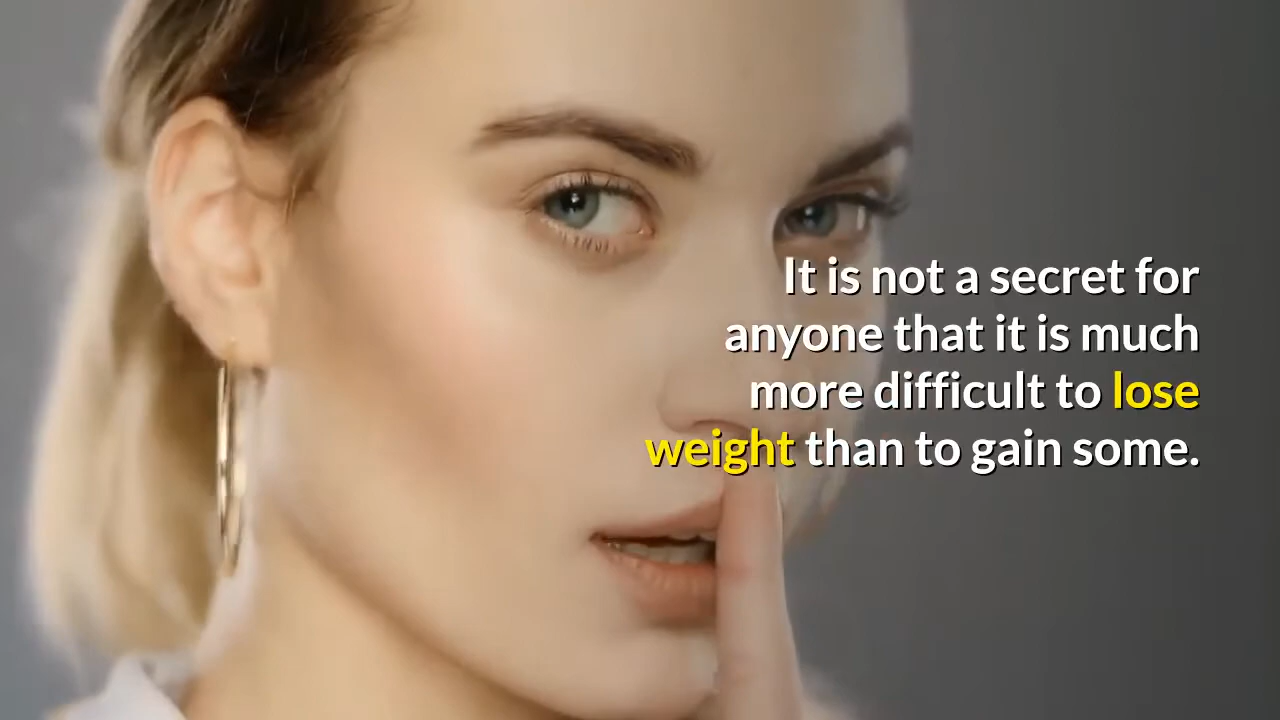 It is not a secret for
anyone that it is much
more difficult to lose
weight than to gain some.